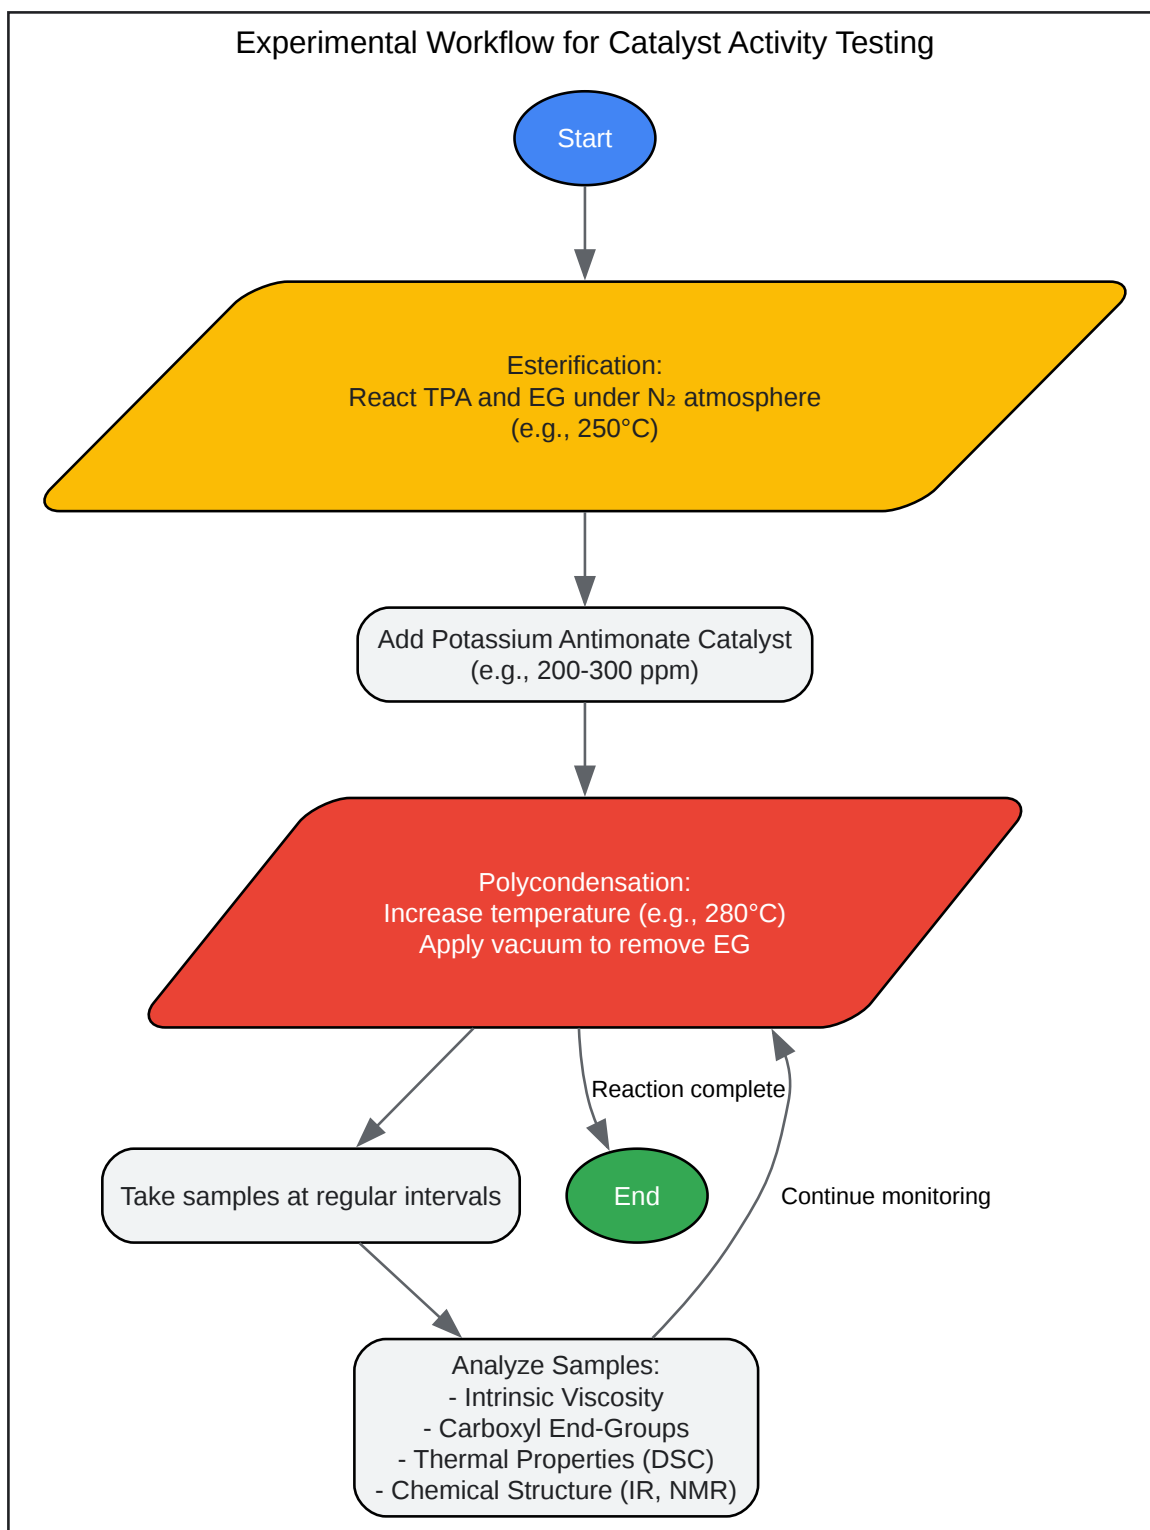 Experimental Workflow for Catalyst Activity Testing
Start
Esterification:
React TPA and EG under N₂ atmosphere
(e.g., 250°C)
Add Potassium Antimonate Catalyst
(e.g., 200-300 ppm)
Polycondensation:
Increase temperature (e.g., 280°C)
Apply vacuum to remove EG
Reaction complete
Take samples at regular intervals
End
Continue monitoring
Analyze Samples:
- Intrinsic Viscosity
- Carboxyl End-Groups
- Thermal Properties (DSC)
- Chemical Structure (IR, NMR)